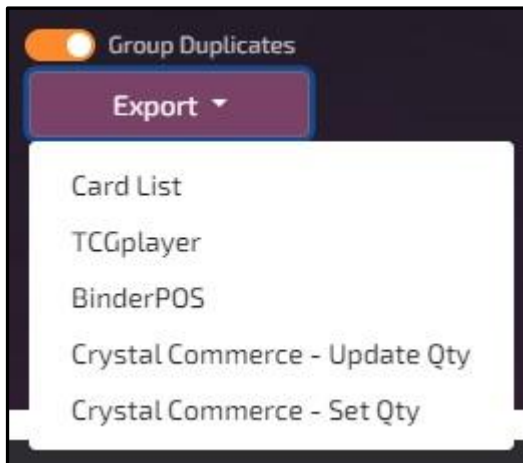 Group Duplicates
Export
Card List
TCGplayer
BinderPOS
Crystal Commerce - Update Qty
Crystal Commerce - Set Qty